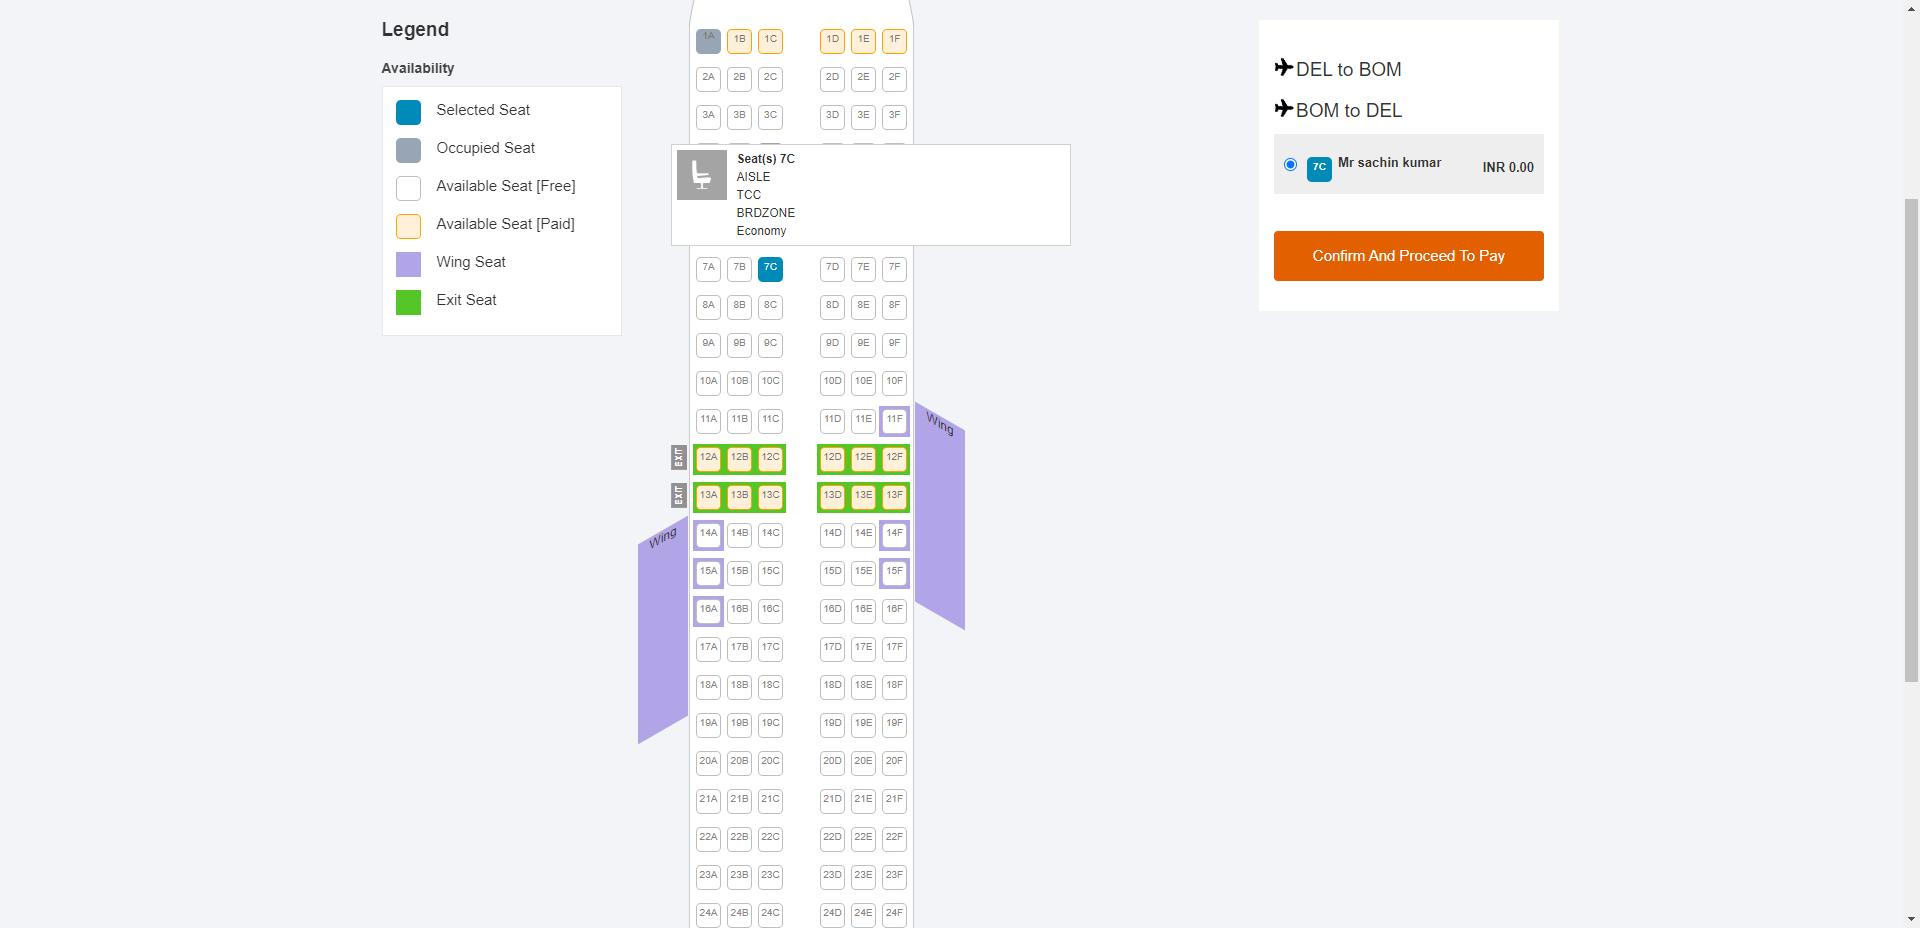 Legend
Availability
Selected Seat
Occupied Seat
Available Seat [Free]
Available Seat [Paid]
Wing Seat
Exit Seat
1A 1B 1C 1D 1E 1F
2A 2B 2C 2D 2E 2F
3A 3B 3C 3D 3E 3F
Seat(s) 7C
AISLE
TCC
BRDZONE
Economy
7A 7B 7C 7D 7E 7F
8A 8B 8C 8D 8E 8F
9A 9B 9C 9D 9E 9F
10A 10B 10C 10D 10E 10F
11A 11B 11C 11D 11E 11F
Wing
EXIT 12A 12B 12C 12D 12E 12F
EXIT 13A 13B 13C 13D 13E 13F
Wing
14A 14B 14C 14D 14E 14F
15A 15B 15C 15D 15E 15F
16A 16B 16C 16D 16E 16F
17A 17B 17C 17D 17E 17F
18A 18B 18C 18D 18E 18F
19A 19B 19C 19D 19E 19F
20A 20B 20C 20D 20E 20F
21A 21B 21C 21D 21E 21F
22A 22B 22C 22D 22E 22F
23A 23B 23C 23D 23E 23F
24A 24B 24C 24D 24E 24F
DEL to BOM
BOM to DEL
7C Mr sachin kumar INR 0.00
Confirm And Proceed To Pay